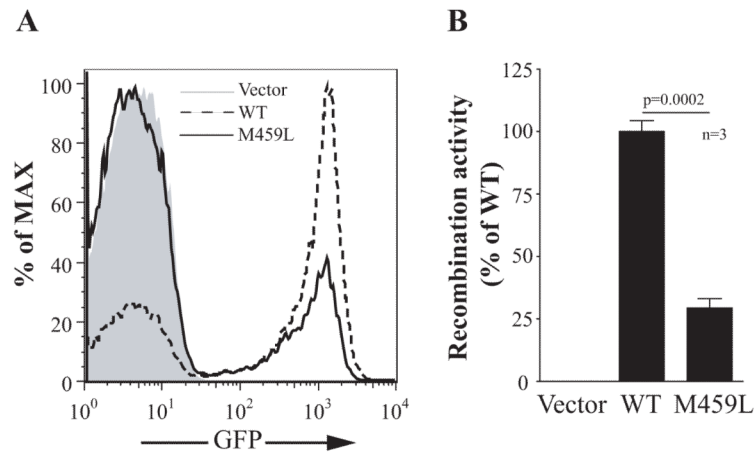 A
% of MAX
100
80
60
40
20
0
Vector
WT
M459L
10⁰
10¹
10²
10³
10⁴
GFP
B
Recombination activity
(% of WT)
125
100
75
50
25
0
p=0.0002
n=3
Vector
WT
M459L